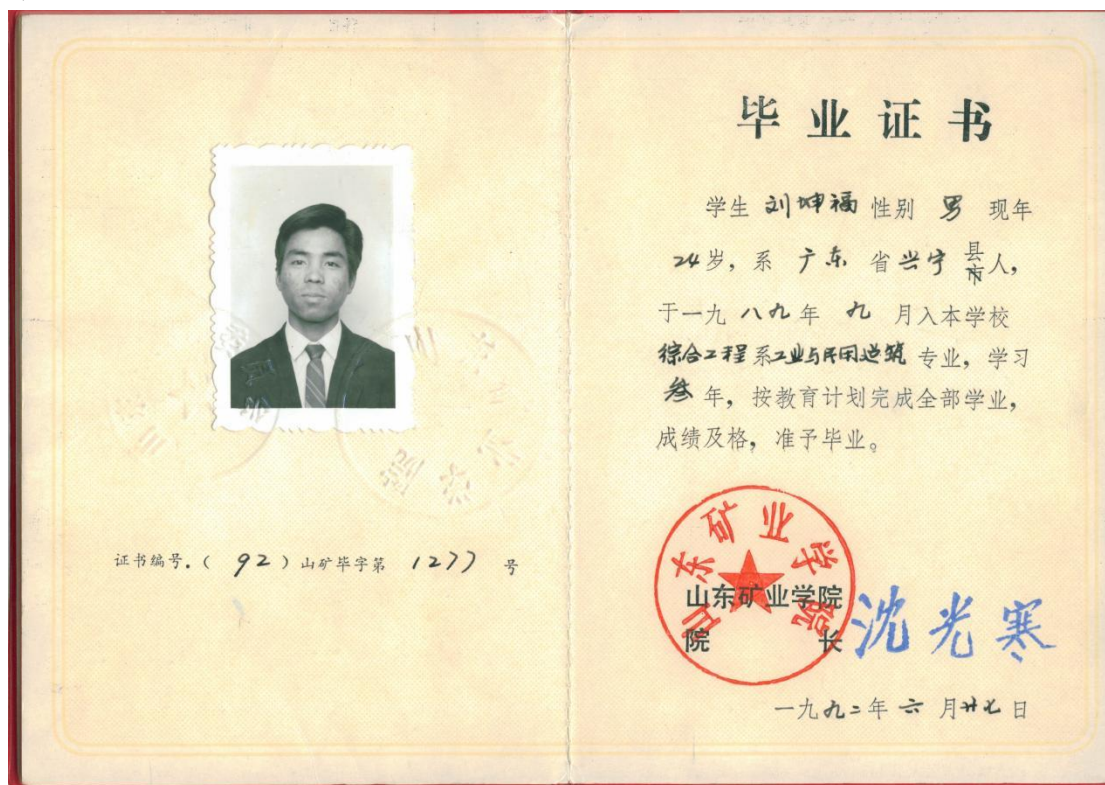 证书编号.(92)山矿毕字第 1277 号
毕业证书
学生 刘坤福 性别 男 现年
24岁,系 广东 省 兴宁 县市人,
于一九八九年 九 月入本学校
综合工程系工业与民用建筑 专业,学习
叁年,按教育计划完成全部学业,
成绩及格,准予毕业。
山东矿业学院
山东矿业学院
院 长 沈光寒
一九九二年 六 月廿七日